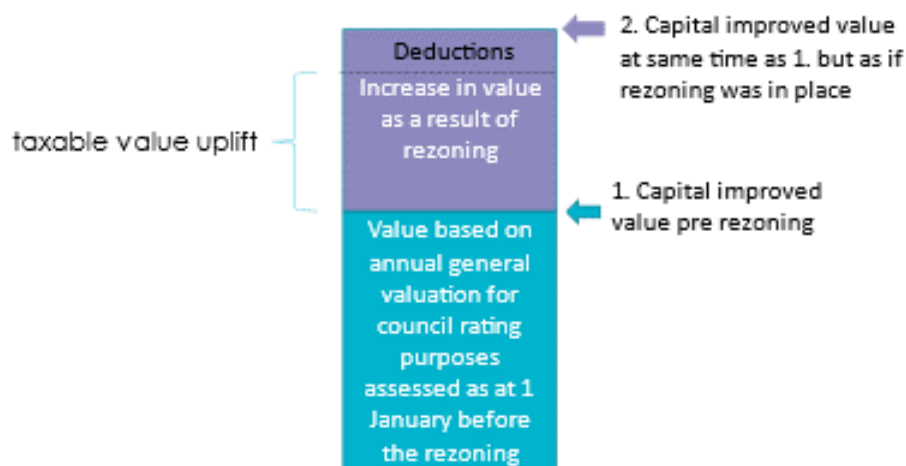 2. Capital improved value
at same time as 1. but as if
rezoning was in place
Deductions
Increase in value
as a result of
rezoning
taxable value uplift
1. Capital improved
value pre rezoning
Value based on
annual general
valuation for
council rating
purposes
assessed as at 1
January before
the rezoning